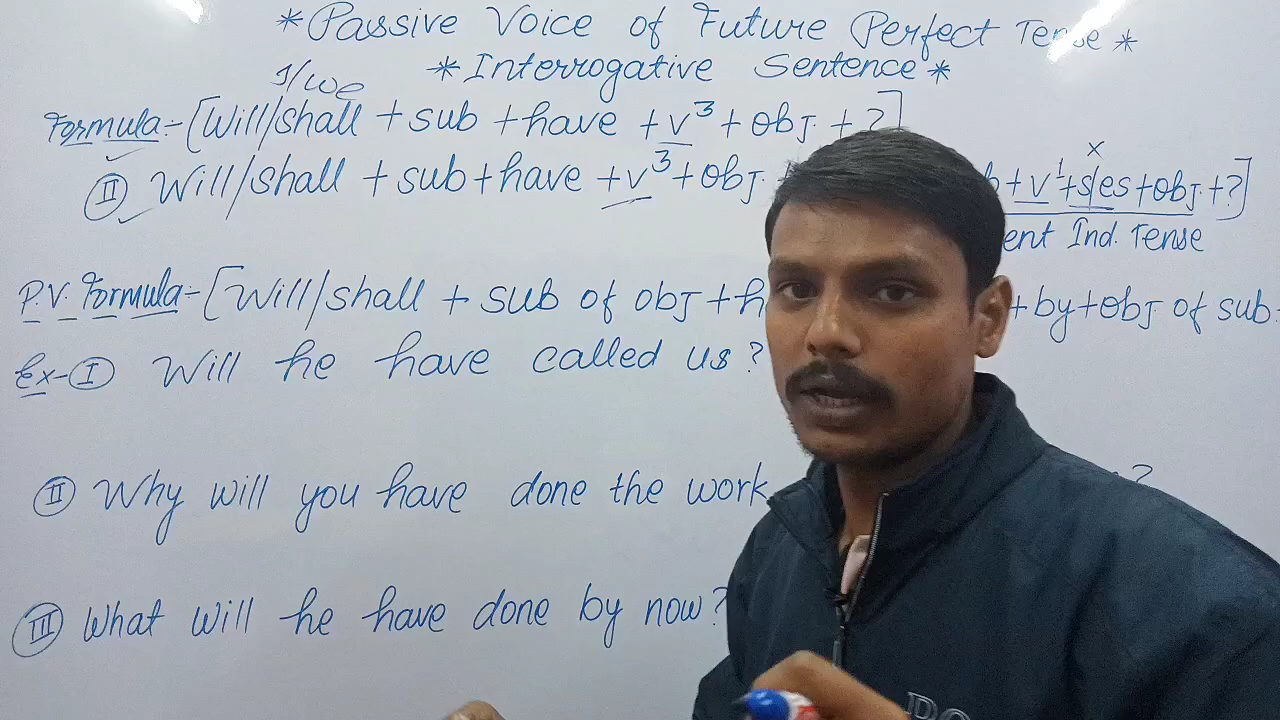 *Passive Voice of Future Perfect Tense*
*Interrogative Sentence*
I/we
Formula:- [Will/shall + sub + have + v³ + obj. + ?]
x
II Will/shall + sub + have + v³ + obj. + v¹ + s/es + obj. + ?]
Ind. Tense
P.V. Formula:- [Will/shall + sub of obj + by + obj. of sub.
Ex- I Will he have called us?
II Why will you have done the work ?
III What will he have done by now?